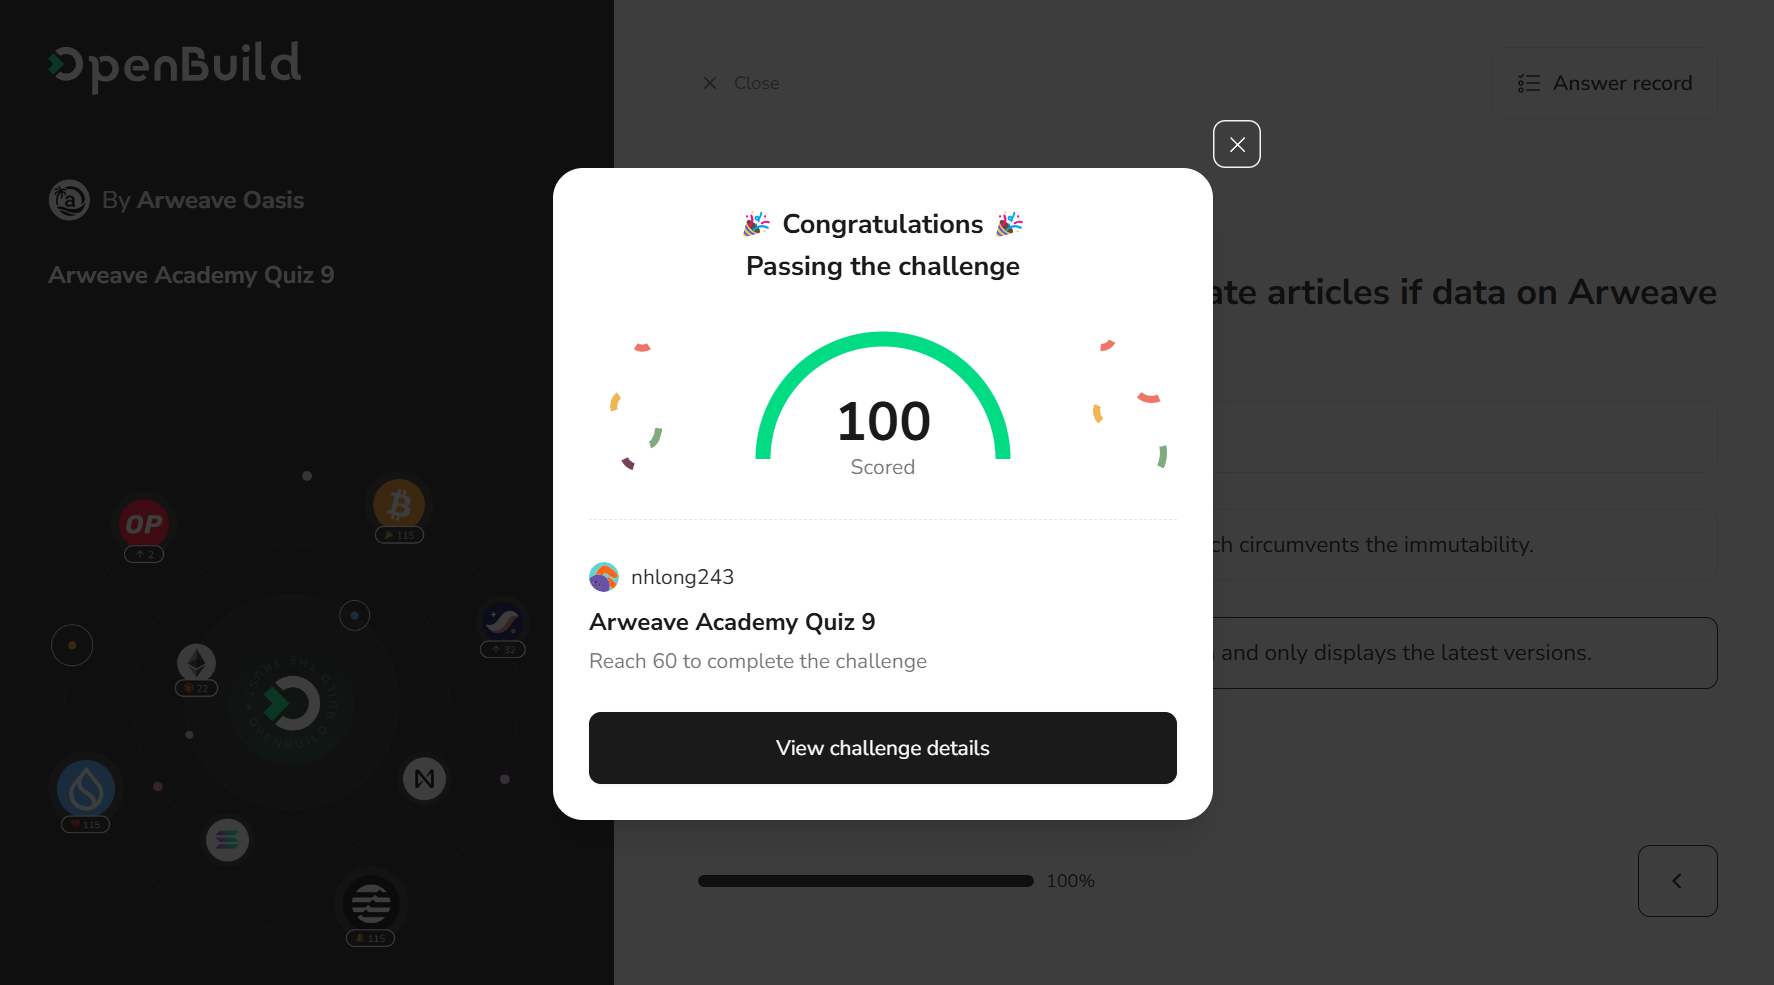 OpenBuild
By Arweave Oasis
Arweave Academy Quiz 9
OP
2
115
32
22
115
115
Close
Answer record
ate articles if data on Arweave
ch circumvents the immutability.
and only displays the latest versions.
100%
Congratulations
Passing the challenge
100
Scored
nhlong243
Arweave Academy Quiz 9
Reach 60 to complete the challenge
View challenge details